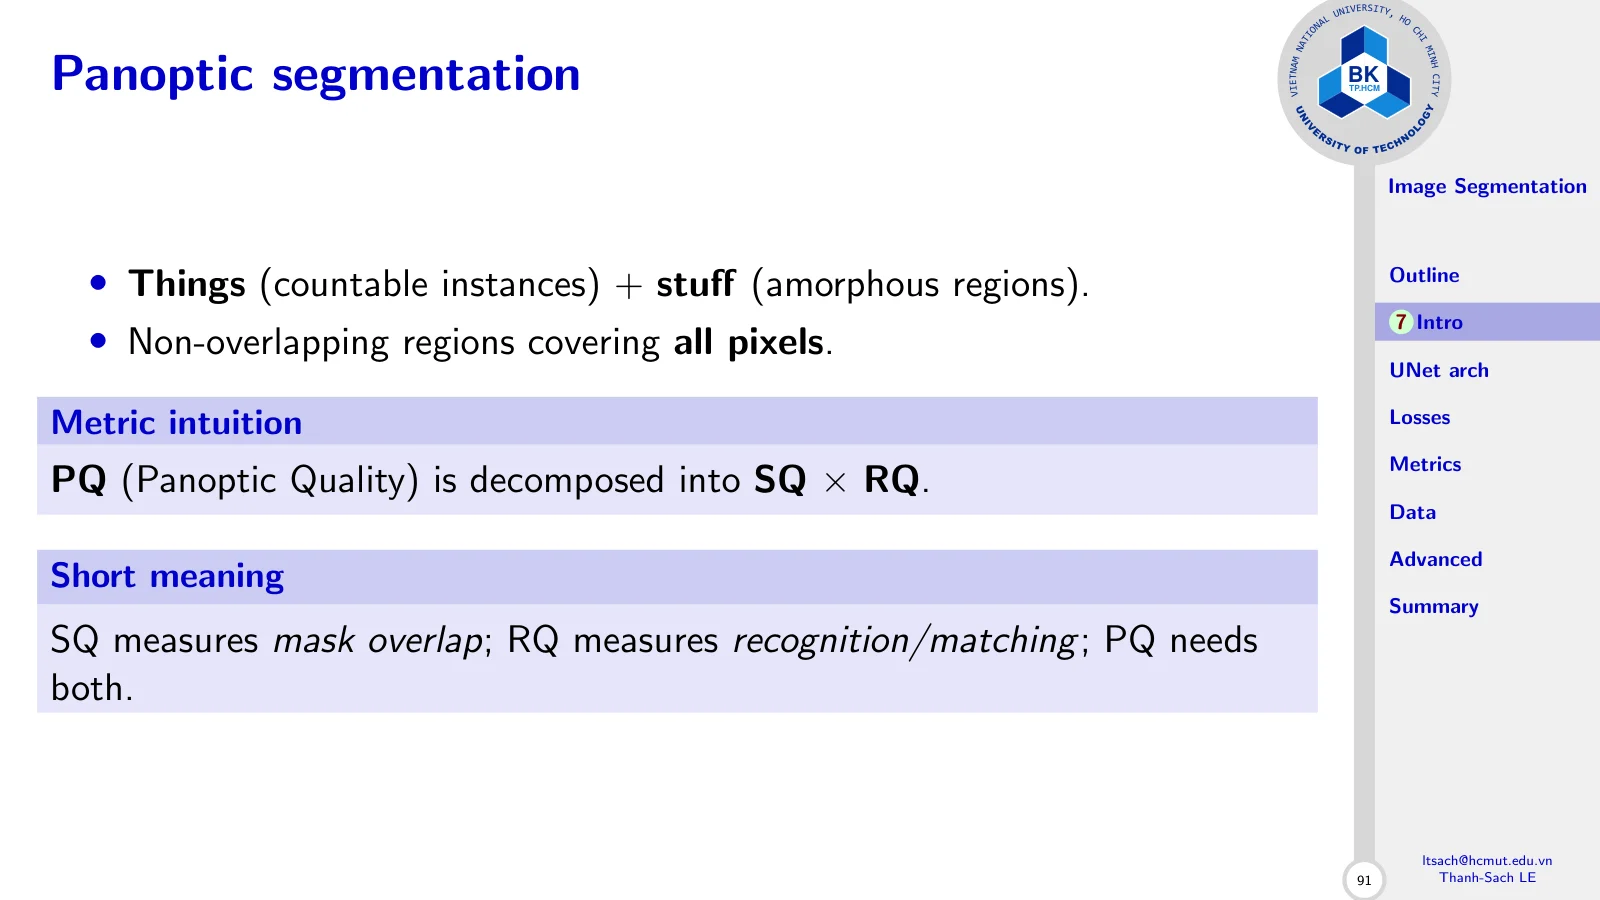 Panoptic segmentation
• Things (countable instances) + stuff (amorphous regions).
• Non-overlapping regions covering all pixels.
Metric intuition
PQ (Panoptic Quality) is decomposed into SQ × RQ.
Short meaning
SQ measures mask overlap; RQ measures recognition/matching; PQ needs
both.
VIETNAM NATIONAL UNIVERSITY, HO CHI MINH CITY
BK
TP.HCM
UNIVERSITY OF TECHNOLOGY
Image Segmentation
Outline
7 Intro
UNet arch
Losses
Metrics
Data
Advanced
Summary
ltsach@hcmut.edu.vn
Thanh-Sach LE
91